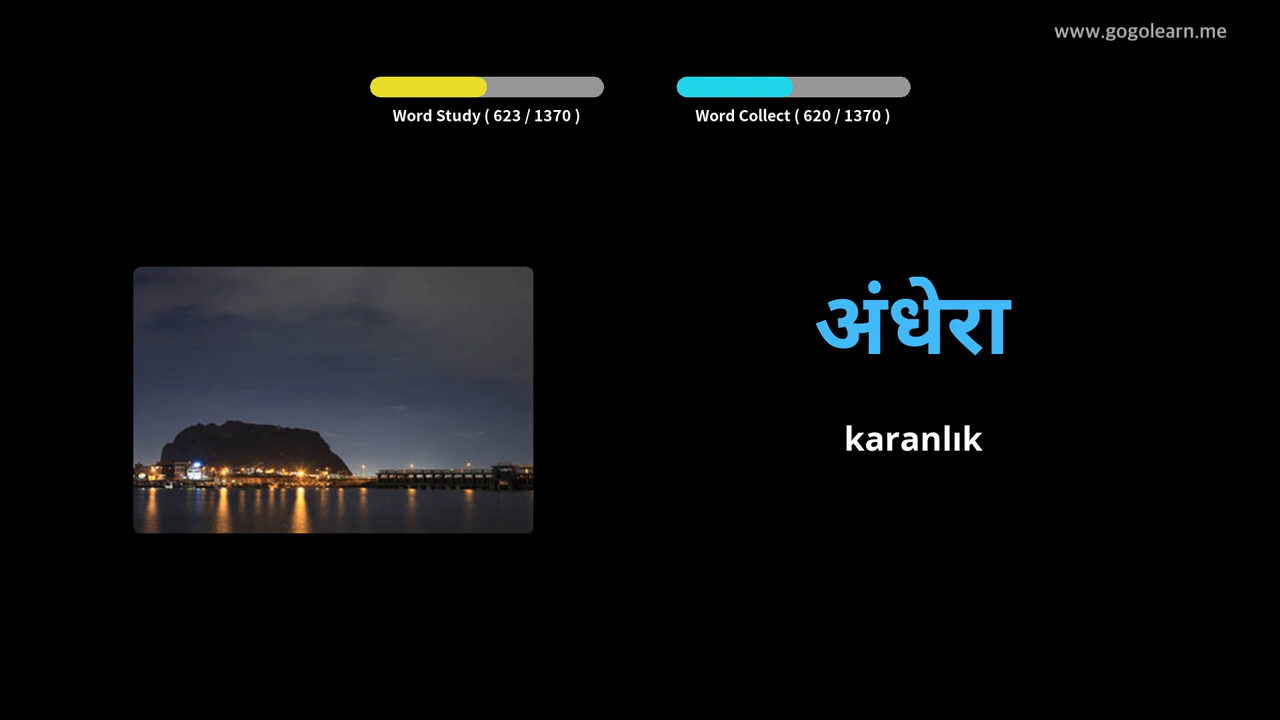 www.gogolearn.me
Word Study ( 623 / 1370 )
Word Collect ( 620 / 1370 )
अंधेरा
karanlık